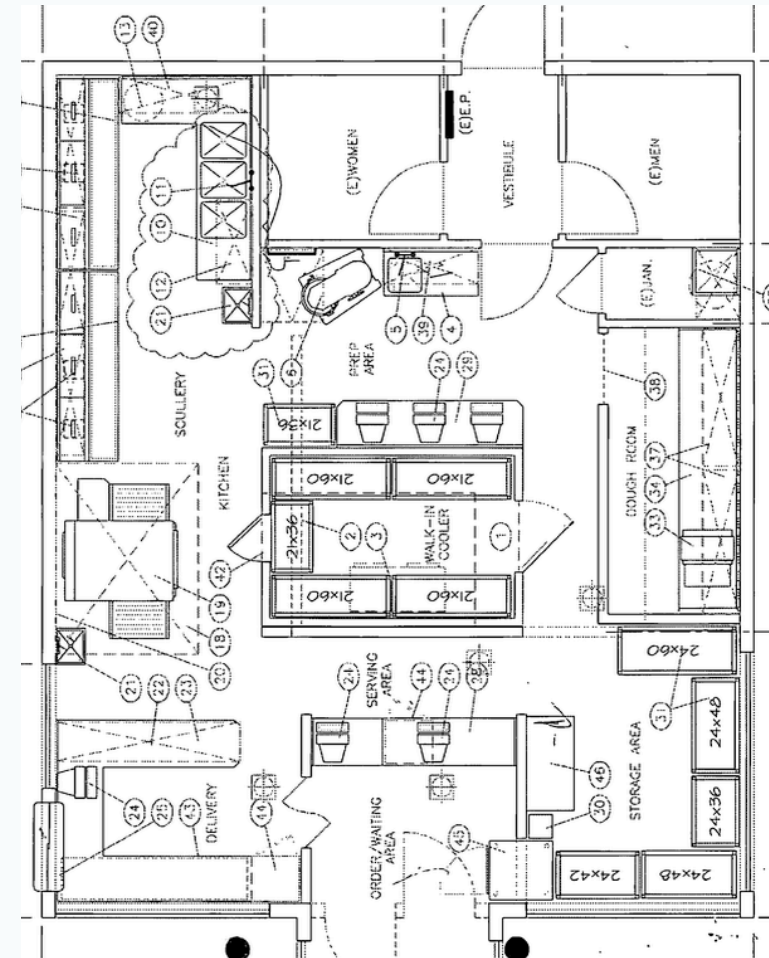 13
40
(E)E.P.
(E)WOMEN
VESTIBULE
(E)MEN
11
10
12
21
5
39
4
(E)JAN.
6
PREP
AREA
31
24
29
38
SCULLERY
21x36
KITCHEN
21x60
21x60
21x36
2
3
WALK-IN
COOLER
1
21x60
21x60
42
DOUGH ROOM
37
34
33
19
18
20
21
22
23
SERVING
AREA
24
44
24
28
24x60
31
24x48
24x36
STORAGE AREA
46
30
24
25
43
DELIVERY
44
ORDER/WAITING
AREA
45
24x42
24x48